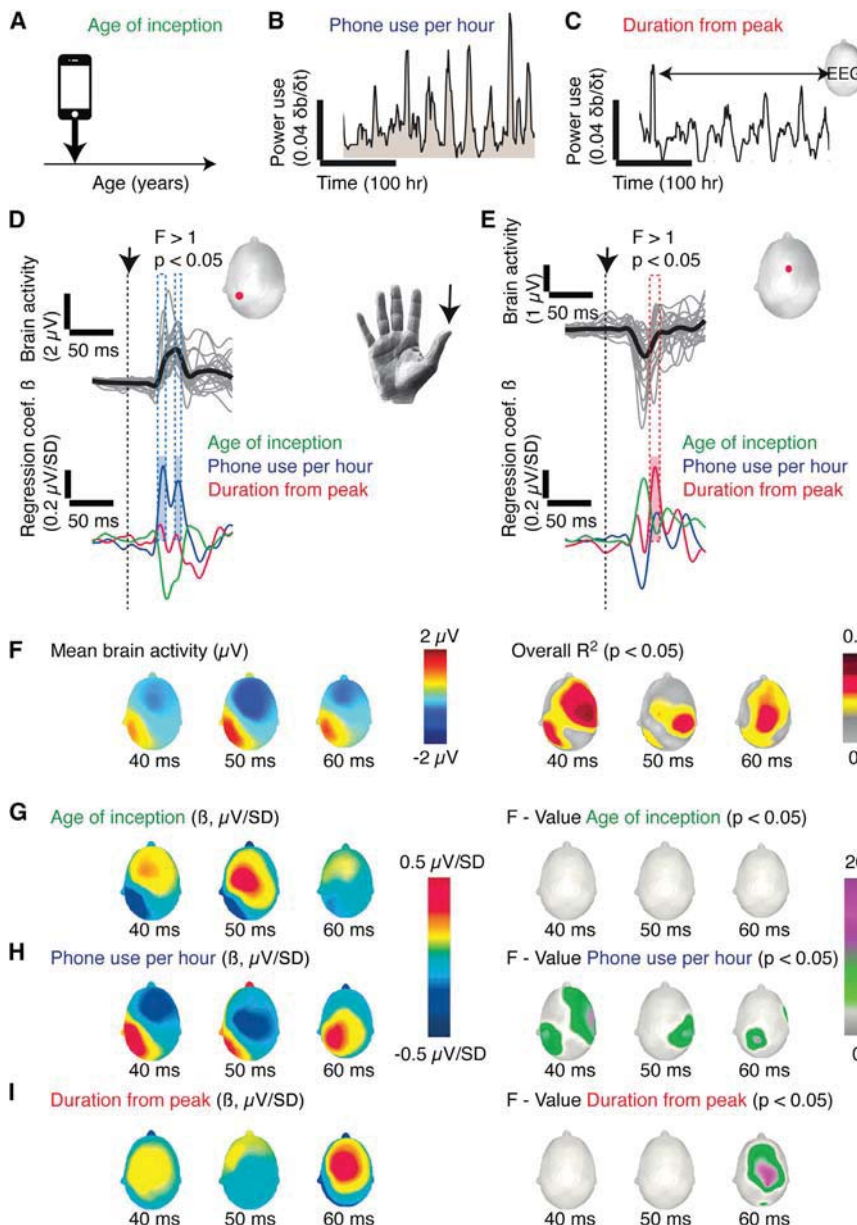 A
Age of inception
Age (years)
B
Phone use per hour
Power use
(0.04 δb/δt)
Time (100 hr)
C
Duration from peak
EEG
Power use
(0.04 δb/δt)
Time (100 hr)
D
F > 1
p < 0.05
Brain activity
(2 µV)
50 ms
Regression coef. ß
(0.2 µV/SD)
50 ms
Age of inception
Phone use per hour
Duration from peak
E
F > 1
p < 0.05
Brain activity
(1 µV)
50 ms
Regression coef. ß
(0.2 µV/SD)
50 ms
Age of inception
Phone use per hour
Duration from peak
F
Mean brain activity (µV)
2 µV
-2 µV
40 ms 50 ms 60 ms
Overall R² (p < 0.05)
0.
0
40 ms 50 ms 60 ms
G
Age of inception (ß, µV/SD)
40 ms 50 ms 60 ms
0.5 µV/SD
-0.5 µV/SD
F - Value Age of inception (p < 0.05)
40 ms 50 ms 60 ms
20
0
H
Phone use per hour (ß, µV/SD)
40 ms 50 ms 60 ms
F - Value Phone use per hour (p < 0.05)
40 ms 50 ms 60 ms
I
Duration from peak (ß, µV/SD)
40 ms 50 ms 60 ms
F - Value Duration from peak (p < 0.05)
40 ms 50 ms 60 ms